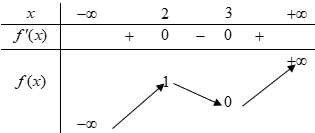 x −∞ 2 3 +∞
f'(x) + 0 − 0 +
+∞
f(x) 1
0
−∞